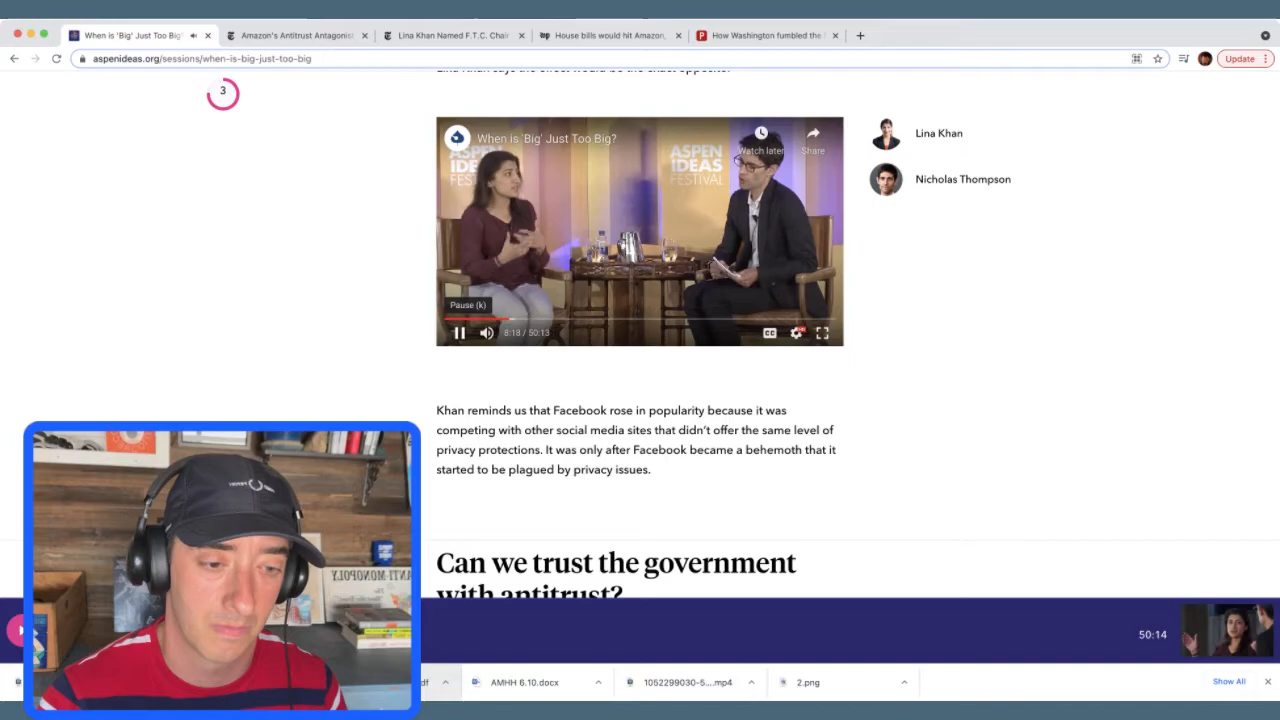 When is 'Big' Just Too Big?
Amazon's Antitrust Antagonist
Lina Khan Named F.T.C. Chair
House bills would hit Amazon,
How Washington fumbled the
aspenideas.org/sessions/when-is-big-just-too-big
Update
3
When is 'Big' Just Too Big?
Watch later
Share
ASPEN
IDEAS
FEST
ASPEN
IDEAS
FESTIVAL
Pause (k)
8:18 / 50:13
CC
Lina Khan
Nicholas Thompson
Khan reminds us that Facebook rose in popularity because it was
competing with other social media sites that didn't offer the same level of
privacy protections. It was only after Facebook became a behemoth that it
started to be plagued by privacy issues.
Can we trust the government
with antitrust?
ANTI-MONOPOLY
50:14
df
AMHH 6.10.docx
1052299030-5....mp4
2.png
Show All